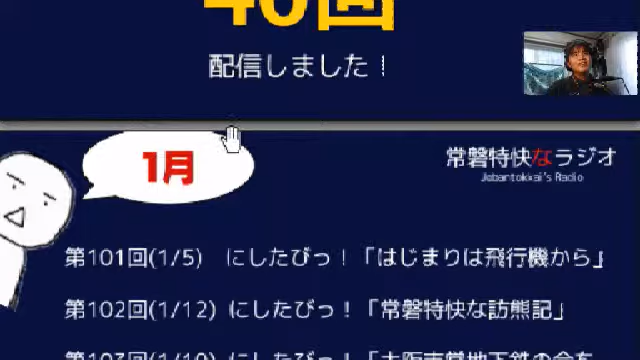 40回
配信しました！
1月
常磐特快なラジオ
Jobantokkai's Radio
第101回(1/5) にしたびっ！「はじまりは飛行機から」
第102回(1/12) にしたびっ！「常磐特快な訪熊記」